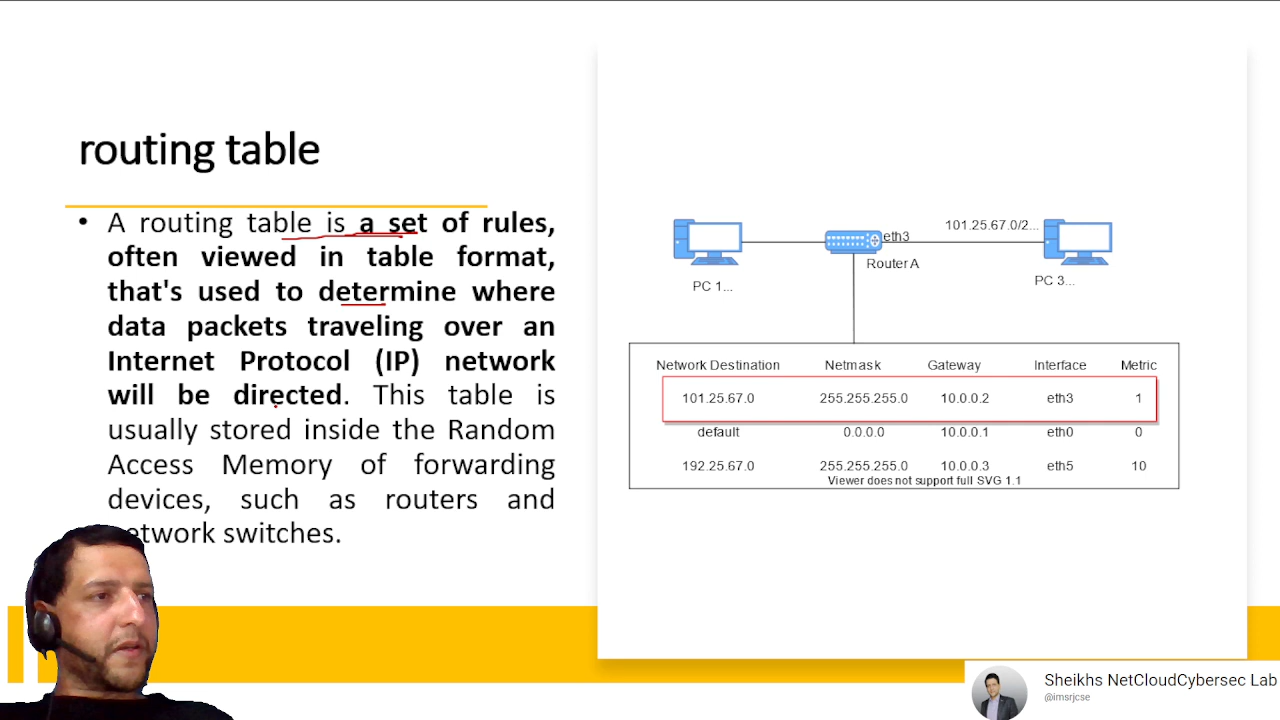 routing table
• A routing table is a set of rules,
often viewed in table format,
that's used to determine where
data packets traveling over an
Internet Protocol (IP) network
will be directed. This table is
usually stored inside the Random
Access Memory of forwarding
devices, such as routers and
etwork switches.
101.25.67.0/2...
eth3
Router A
PC 1...
PC 3...
Network Destination Netmask Gateway Interface Metric
101.25.67.0 255.255.255.0 10.0.0.2 eth3 1
default 0.0.0.0 10.0.0.1 eth0 0
192.25.67.0 255.255.255.0 10.0.0.3 eth5 10
Viewer does not support full SVG 1.1
Sheikhs NetCloudCybersec Lab
@imsrjcse